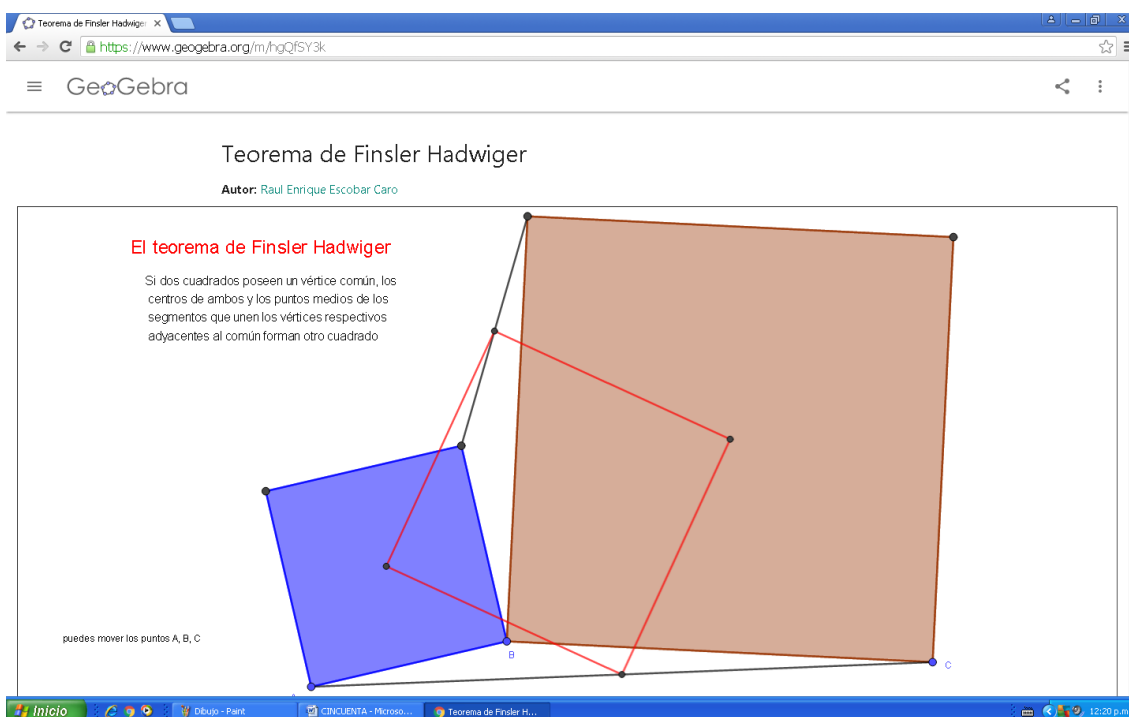 Teorema de Finsler Hadwiger
https://www.geogebra.org/m/hgQfSY3k
GeoGebra
Teorema de Finsler Hadwiger
Autor: Raul Enrique Escobar Caro
El teorema de Finsler Hadwiger
Si dos cuadrados poseen un vértice común, los
centros de ambos y los puntos medios de los
segmentos que unen los vértices respectivos
adyacentes al común forman otro cuadrado
puedes mover los puntos A, B, C
B
C
Inicio
Dibujo - Paint
CINCUENTA - Microso...
Teorema de Finsler H...
12:20 p.m.